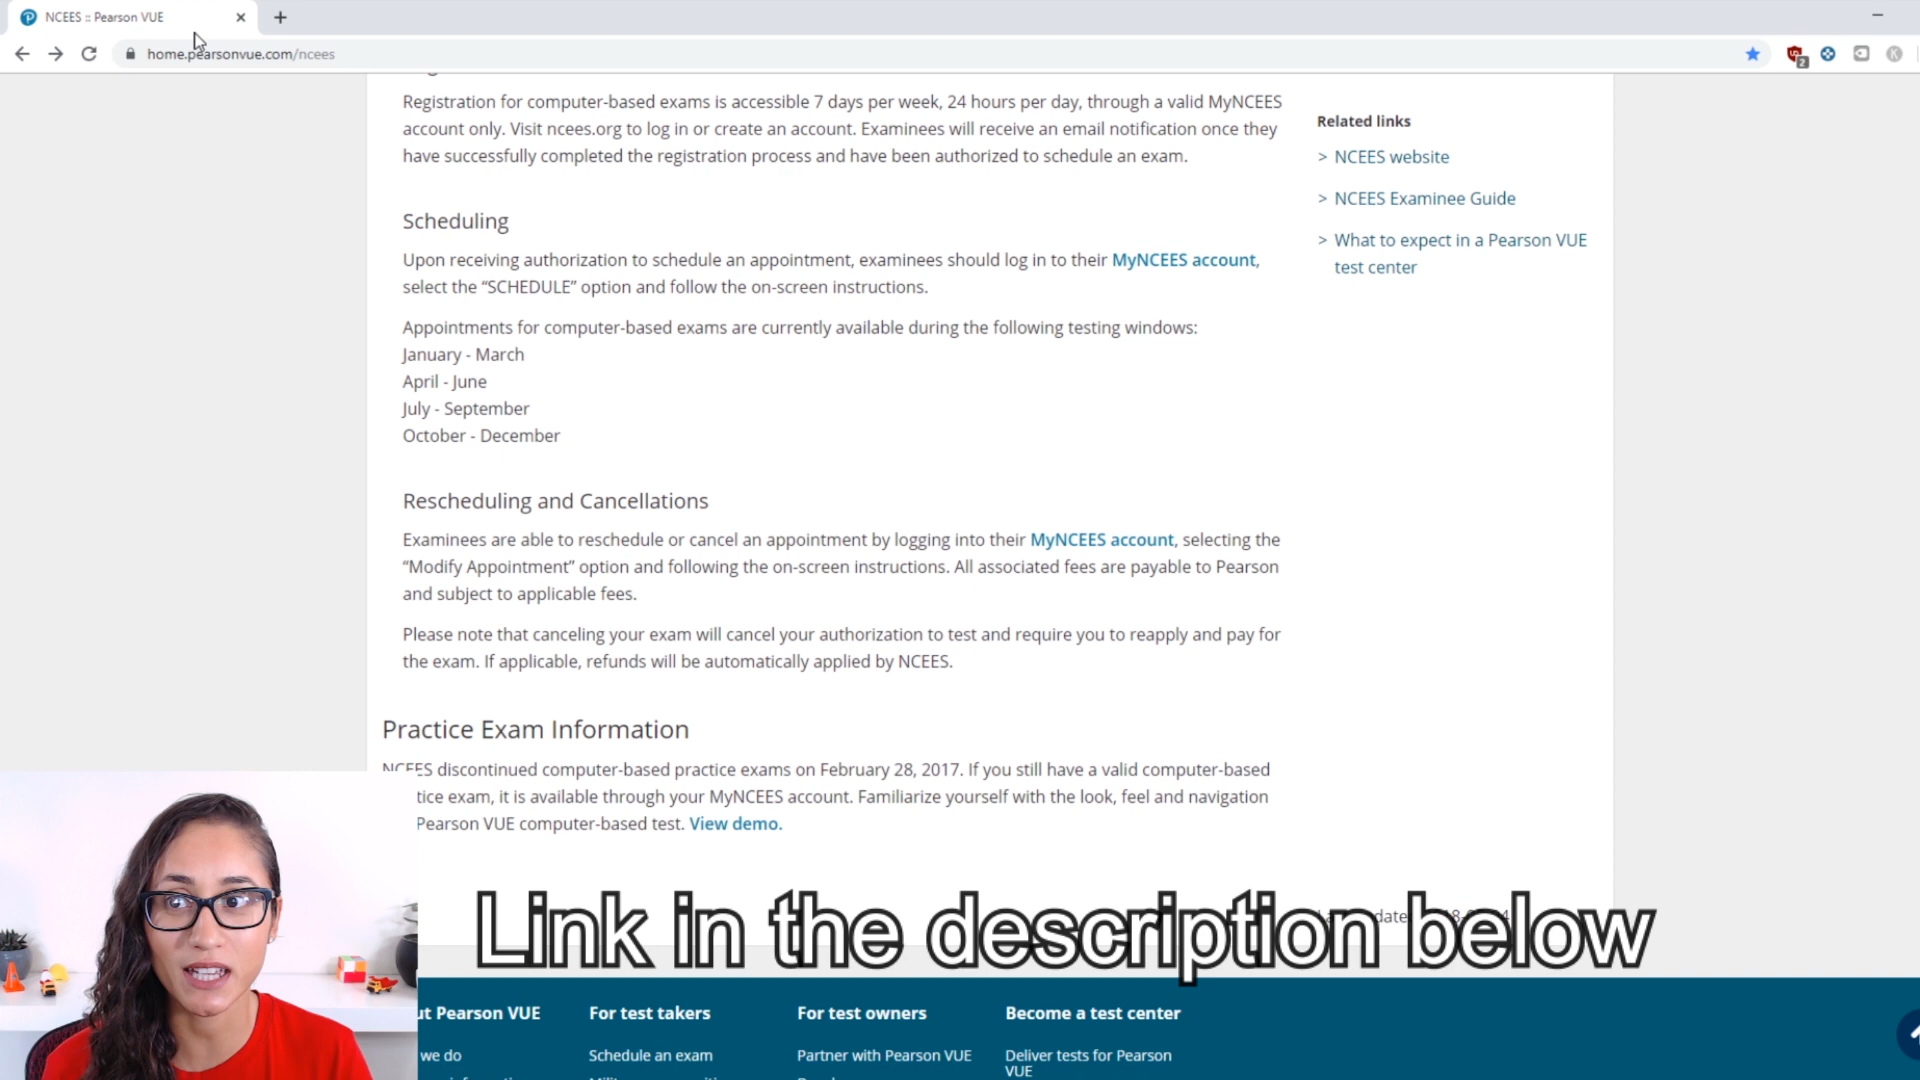 NCEES :: Pearson VUE
home.pearsonvue.com/ncees
2
Registration for computer-based exams is accessible 7 days per week, 24 hours per day, through a valid MyNCEES
account only. Visit ncees.org to log in or create an account. Examinees will receive an email notification once they
have successfully completed the registration process and have been authorized to schedule an exam.
Scheduling
Upon receiving authorization to schedule an appointment, examinees should log in to their MyNCEES account,
select the “SCHEDULE” option and follow the on-screen instructions.
Appointments for computer-based exams are currently available during the following testing windows:
January - March
April - June
July - September
October - December
Rescheduling and Cancellations
Examinees are able to reschedule or cancel an appointment by logging into their MyNCEES account, selecting the
“Modify Appointment” option and following the on-screen instructions. All associated fees are payable to Pearson
and subject to applicable fees.
Please note that canceling your exam will cancel your authorization to test and require you to reapply and pay for
the exam. If applicable, refunds will be automatically applied by NCEES.
Practice Exam Information
NCEES discontinued computer-based practice exams on February 28, 2017. If you still have a valid computer-based
tice exam, it is available through your MyNCEES account. Familiarize yourself with the look, feel and navigation
Pearson VUE computer-based test. View demo.
Related links
> NCEES website
> NCEES Examinee Guide
> What to expect in a Pearson VUE
test center
Link in the description below
ut Pearson VUE
we do
For test takers
Schedule an exam
For test owners
Partner with Pearson VUE
Become a test center
Deliver tests for Pearson
VUE